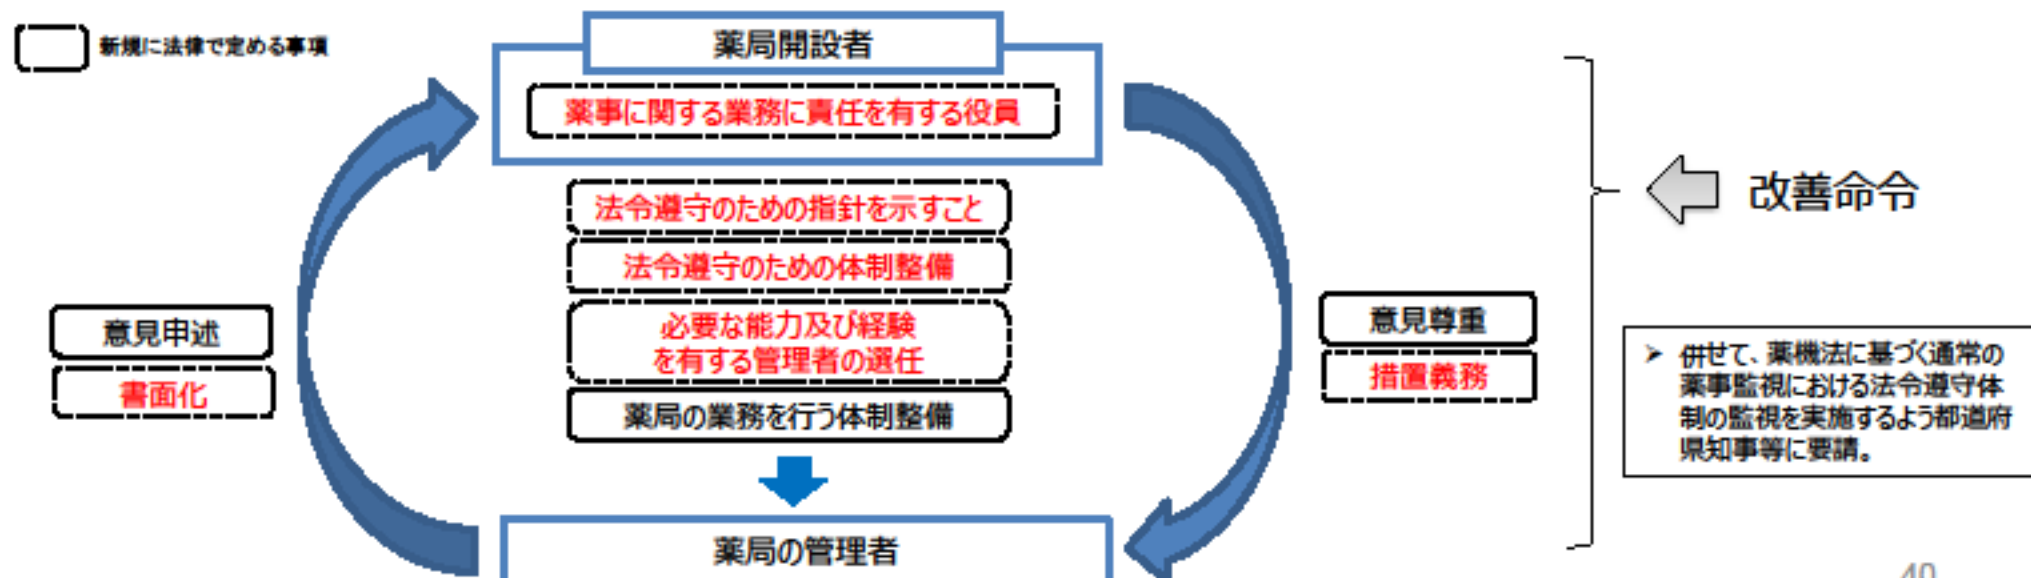 新規に法律で定める事項
薬局開設者
薬事に関する業務に責任を有する役員
法令遵守のための指針を示すこと
法令遵守のための体制整備
必要な能力及び経験
を有する管理者の選任
薬局の業務を行う体制整備
意見申述
書面化
意見尊重
措置義務
薬局の管理者
改善命令
➢ 併せて、薬機法に基づく通常の
薬事監視における法令遵守体
制の監視を実施するよう都道府
県知事等に要請。
40